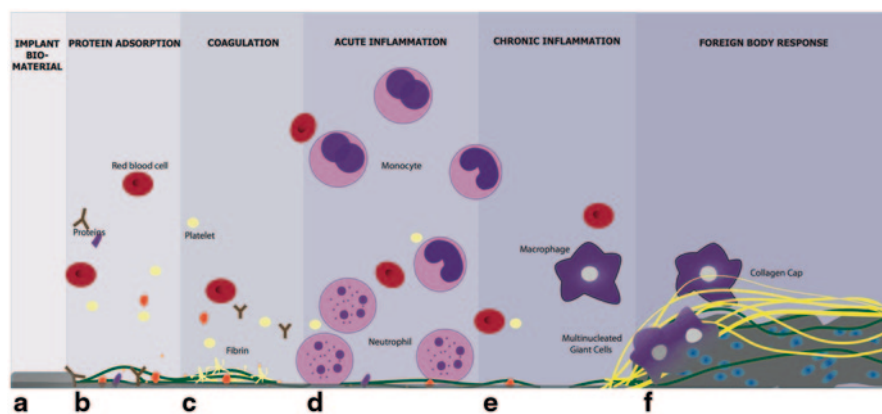 IMPLANT
BIO-
MATERIAL
PROTEIN ADSORPTION
COAGULATION
ACUTE INFLAMMATION
CHRONIC INFLAMMATION
FOREIGN BODY RESPONSE
Red blood cell
Monocyte
Proteins
Platelet
Macrophage
Collagen Cap
Fibrin
Neutrophil
Multinucleated
Giant Cells
a b c d e f